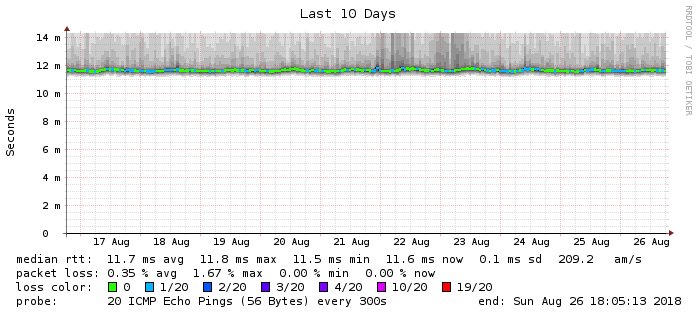 Last 10 Days
RRDTOOL / TOBI OETIKER
Seconds
14 m
12 m
10 m
8 m
6 m
4 m
2 m
0
17 Aug 18 Aug 19 Aug 20 Aug 21 Aug 22 Aug 23 Aug 24 Aug 25 Aug 26 Aug
median rtt: 11.7 ms avg 11.8 ms max 11.5 ms min 11.6 ms now 0.1 ms sd 209.2 am/s
packet loss: 0.35 % avg 1.67 % max 0.00 % min 0.00 % now
loss color: 0 1/20 2/20 3/20 4/20 10/20 19/20
probe: 20 ICMP Echo Pings (56 Bytes) every 300s end: Sun Aug 26 18:05:13 2018